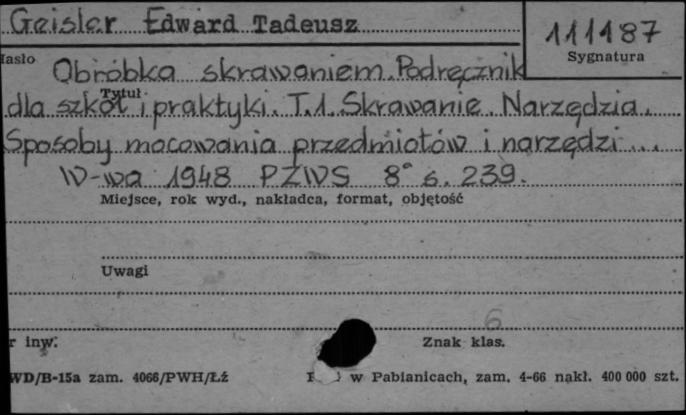 Geisler Edward Tadeusz
111187
Sygnatura
Hasło
Obróbka skrawaniem. Podręcznik
Tytuł
dla szkół i praktyki. T.1. Skrawanie. Narzędzia.
Sposoby mocowania przedmiotów i narzędzi...
W-wa 1948 PZWS 8° s. 239.
Miejsce, rok wyd., nakładca, format, objętość
Uwagi
6
r inw.
Znak klas.
WD/B-15a zam. 4066/PWH/Łź
w Pabianicach, zam. 4-66 nakł. 400 000 szt.